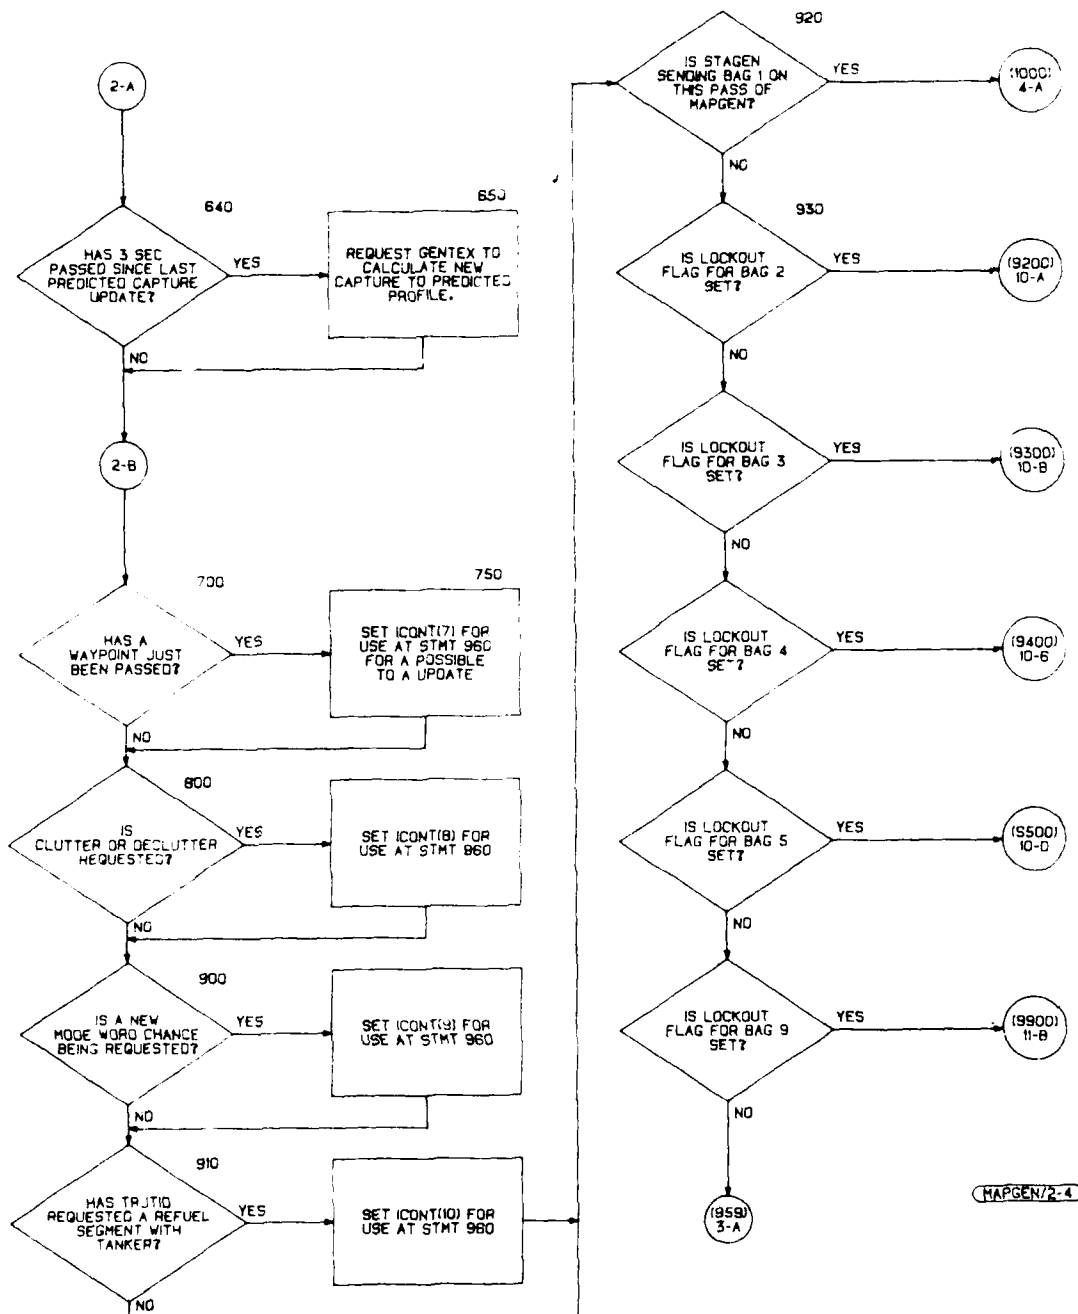 2-A
640
HAS 3 SEC
PASSED SINCE LAST
PREDICTED CAPTURE
UPDATE?
YES
650
REQUEST GENTEX TO
CALCULATE NEW
CAPTURE TO PREDICTED
PROFILE.
NO
2-B
700
HAS A
WAYPOINT JUST
BEEN PASSED?
YES
750
SET ICONT(7) FOR
USE AT STMT 960
FOR A POSSIBLE
TO A UPDATE
NO
800
IS
CLUTTER OR DECLUTTER
REQUESTED?
YES
SET ICONT(8) FOR
USE AT STMT 860
NO
900
IS A NEW
MODE WORD CHANCE
BEING REQUESTED?
YES
SET ICONT(9) FOR
USE AT STMT 960
NO
910
HAS TRJTID
REQUESTED A REFUEL
SEGMENT WITH
TANKER?
YES
SET ICONT(10) FOR
USE AT STMT 960
NO
920
IS STAGEN
SENDING BAG 1 ON
THIS PASS OF
MAPGEN?
YES
(1000)
4-A
NO
930
IS LOCKOUT
FLAG FOR BAG 2
SET?
YES
(9200)
10-A
NO
IS LOCKOUT
FLAG FOR BAG 3
SET?
YES
(9300)
10-B
NO
IS LOCKOUT
FLAG FOR BAG 4
SET?
YES
(9400)
10-6
NO
IS LOCKOUT
FLAG FOR BAG 5
SET?
YES
(S500)
10-D
NO
IS LOCKOUT
FLAG FOR BAG 9
SET?
YES
(9900)
11-B
NO
(959)
3-A
MAPGEN/2-4